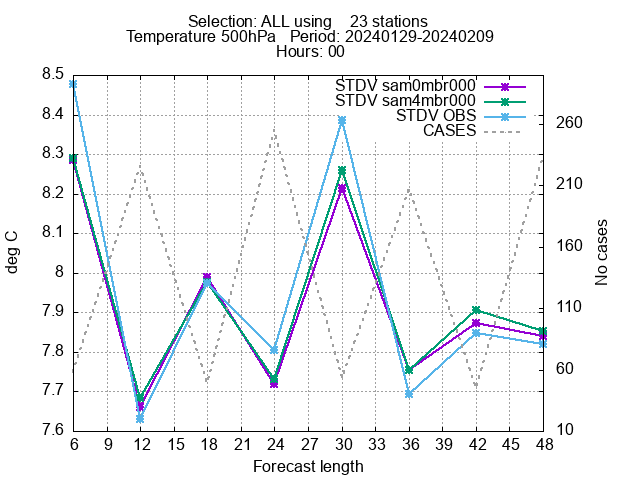 Selection: ALL using 23 stations
Temperature 500hPa Period: 20240129-20240209
Hours: 00
STDV sam0mbr000
STDV sam4mbr000
STDV OBS
CASES
8.5
8.4
8.3
8.2
8.1
8
7.9
7.8
7.7
7.6
deg C
260
210
160
110
60
10
No cases
6 9 12 15 18 21 24 27 30 33 36 39 42 45 48
Forecast length